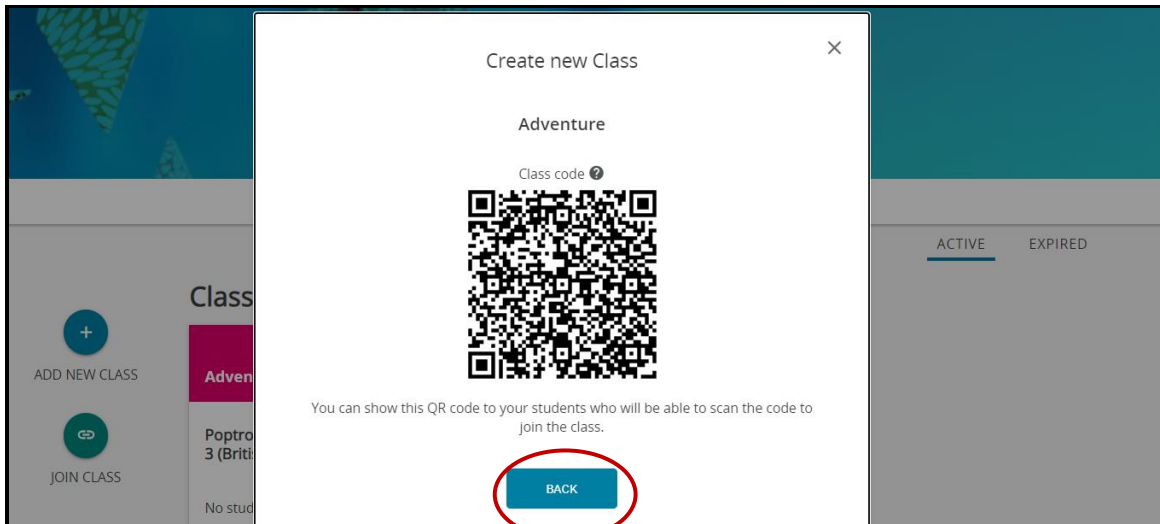 Create new Class
Adventure
Class code
You can show this QR code to your students who will be able to scan the code to
join the class.
BACK
ACTIVE EXPIRED
Class
ADD NEW CLASS
Adven
Poptro
3 (Britis
JOIN CLASS
No stud